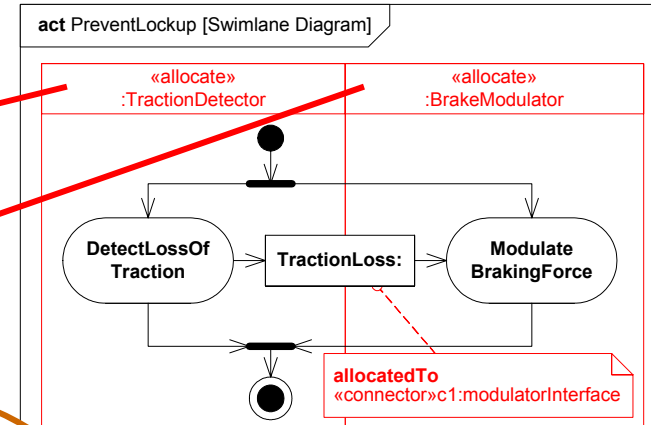 act PreventLockup [Swimlane Diagram]
«allocate»
:TractionDetector
«allocate»
:BrakeModulator
DetectLossOf
Traction
TractionLoss:
Modulate
BrakingForce
allocatedTo
«connector»c1:modulatorInterface